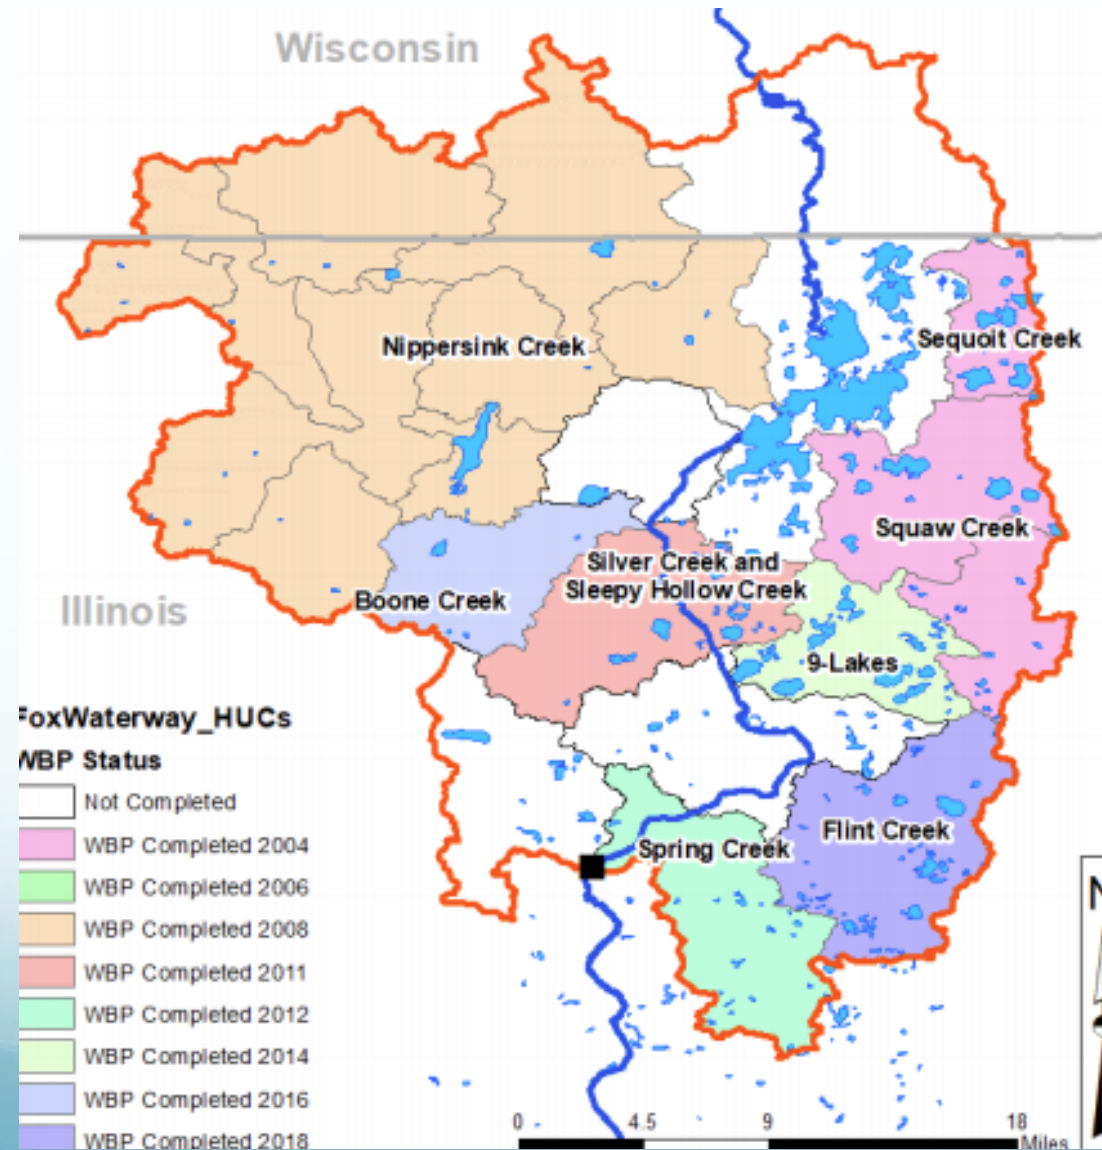 Wisconsin
Nippersink Creek
Sequoit Creek
Squaw Creek
Silver Creek and
Sleepy Hollow Creek
Boone Creek
Illinois
9-Lakes
Flint Creek
Spring Creek
FoxWaterway_HUCs
WBP Status
Not Completed
WBP Completed 2004
WBP Completed 2006
WBP Completed 2008
WBP Completed 2011
WBP Completed 2012
WBP Completed 2014
WBP Completed 2016
WBP Completed 2018
0 4.5 9 18
Miles
N